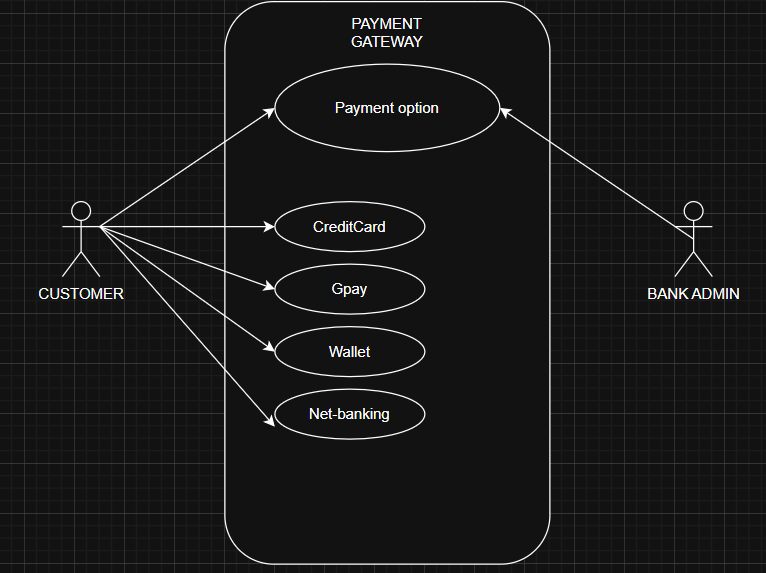 PAYMENT
GATEWAY
Payment option
CreditCard
CUSTOMER
BANK ADMIN
Gpay
Wallet
Net-banking